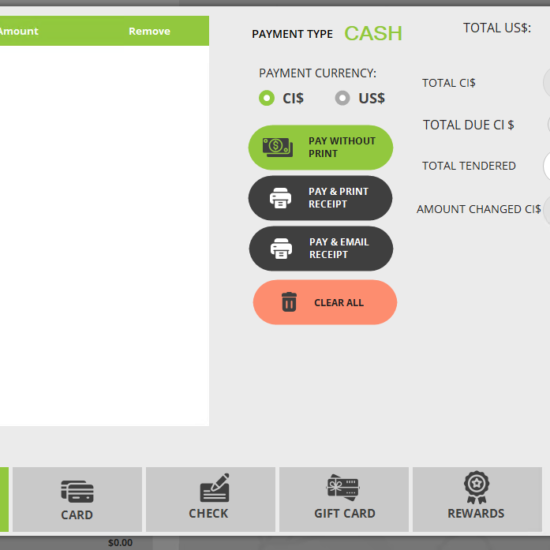 Amount Remove
PAYMENT TYPE CASH
TOTAL US$:
PAYMENT CURRENCY:
CI$ US$
TOTAL CI$
TOTAL DUE CI $
TOTAL TENDERED
AMOUNT CHANGED CI$
PAY WITHOUT
PRINT
PAY & PRINT
RECEIPT
PAY & EMAIL
RECEIPT
CLEAR ALL
CARD
CHECK
GIFT CARD
REWARDS
$0.00